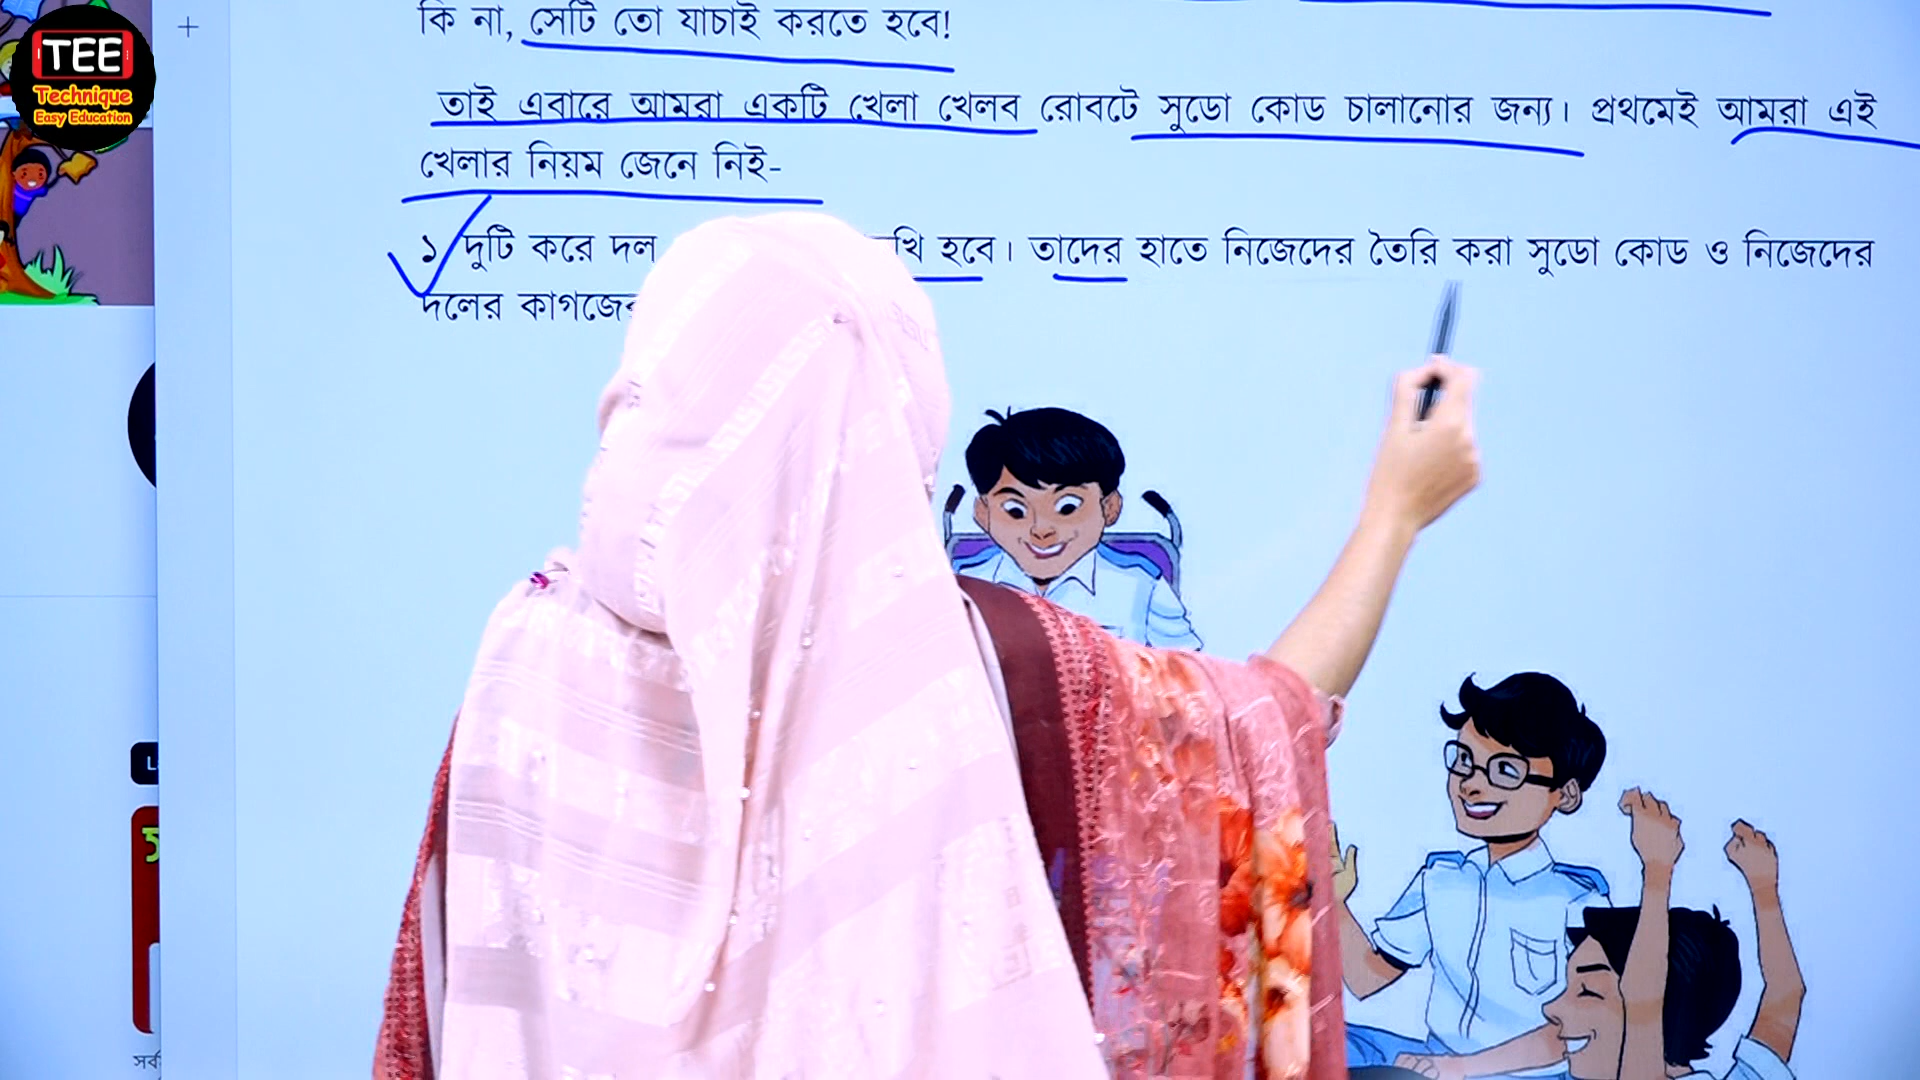 TEE
Technique
Easy Education
কি না, সেটি তো যাচাই করতে হবে!
তাই এবারে আমরা একটি খেলা খেলব রোবটে সুডো কোড চালানোর জন্য। প্রথমেই আমরা এই
খেলার নিয়ম জেনে নিই-
১ দুটি করে দল হবে। তাদের হাতে নিজেদের তৈরি করা সুডো কোড ও নিজেদের
দলের